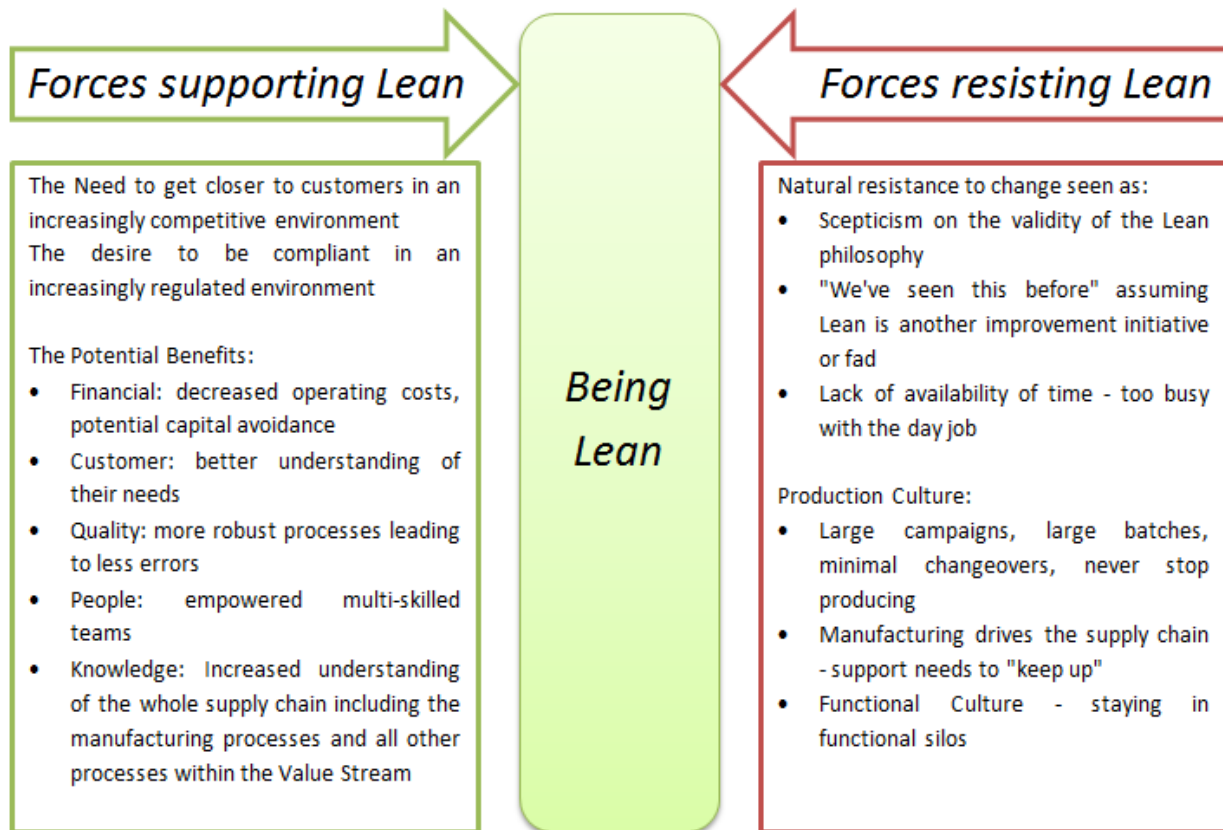 Forces supporting Lean
The Need to get closer to customers in an
increasingly competitive environment
The desire to be compliant in an
increasingly regulated environment
The Potential Benefits:
• Financial: decreased operating costs,
potential capital avoidance
• Customer: better understanding of
their needs
• Quality: more robust processes leading
to less errors
• People: empowered multi-skilled
teams
• Knowledge: Increased understanding
of the whole supply chain including the
manufacturing processes and all other
processes within the Value Stream
Being
Lean
Forces resisting Lean
Natural resistance to change seen as:
• Scepticism on the validity of the Lean
philosophy
• "We've seen this before" assuming
Lean is another improvement initiative
or fad
• Lack of availability of time - too busy
with the day job
Production Culture:
• Large campaigns, large batches,
minimal changeovers, never stop
producing
• Manufacturing drives the supply chain
- support needs to "keep up"
• Functional Culture - staying in
functional silos